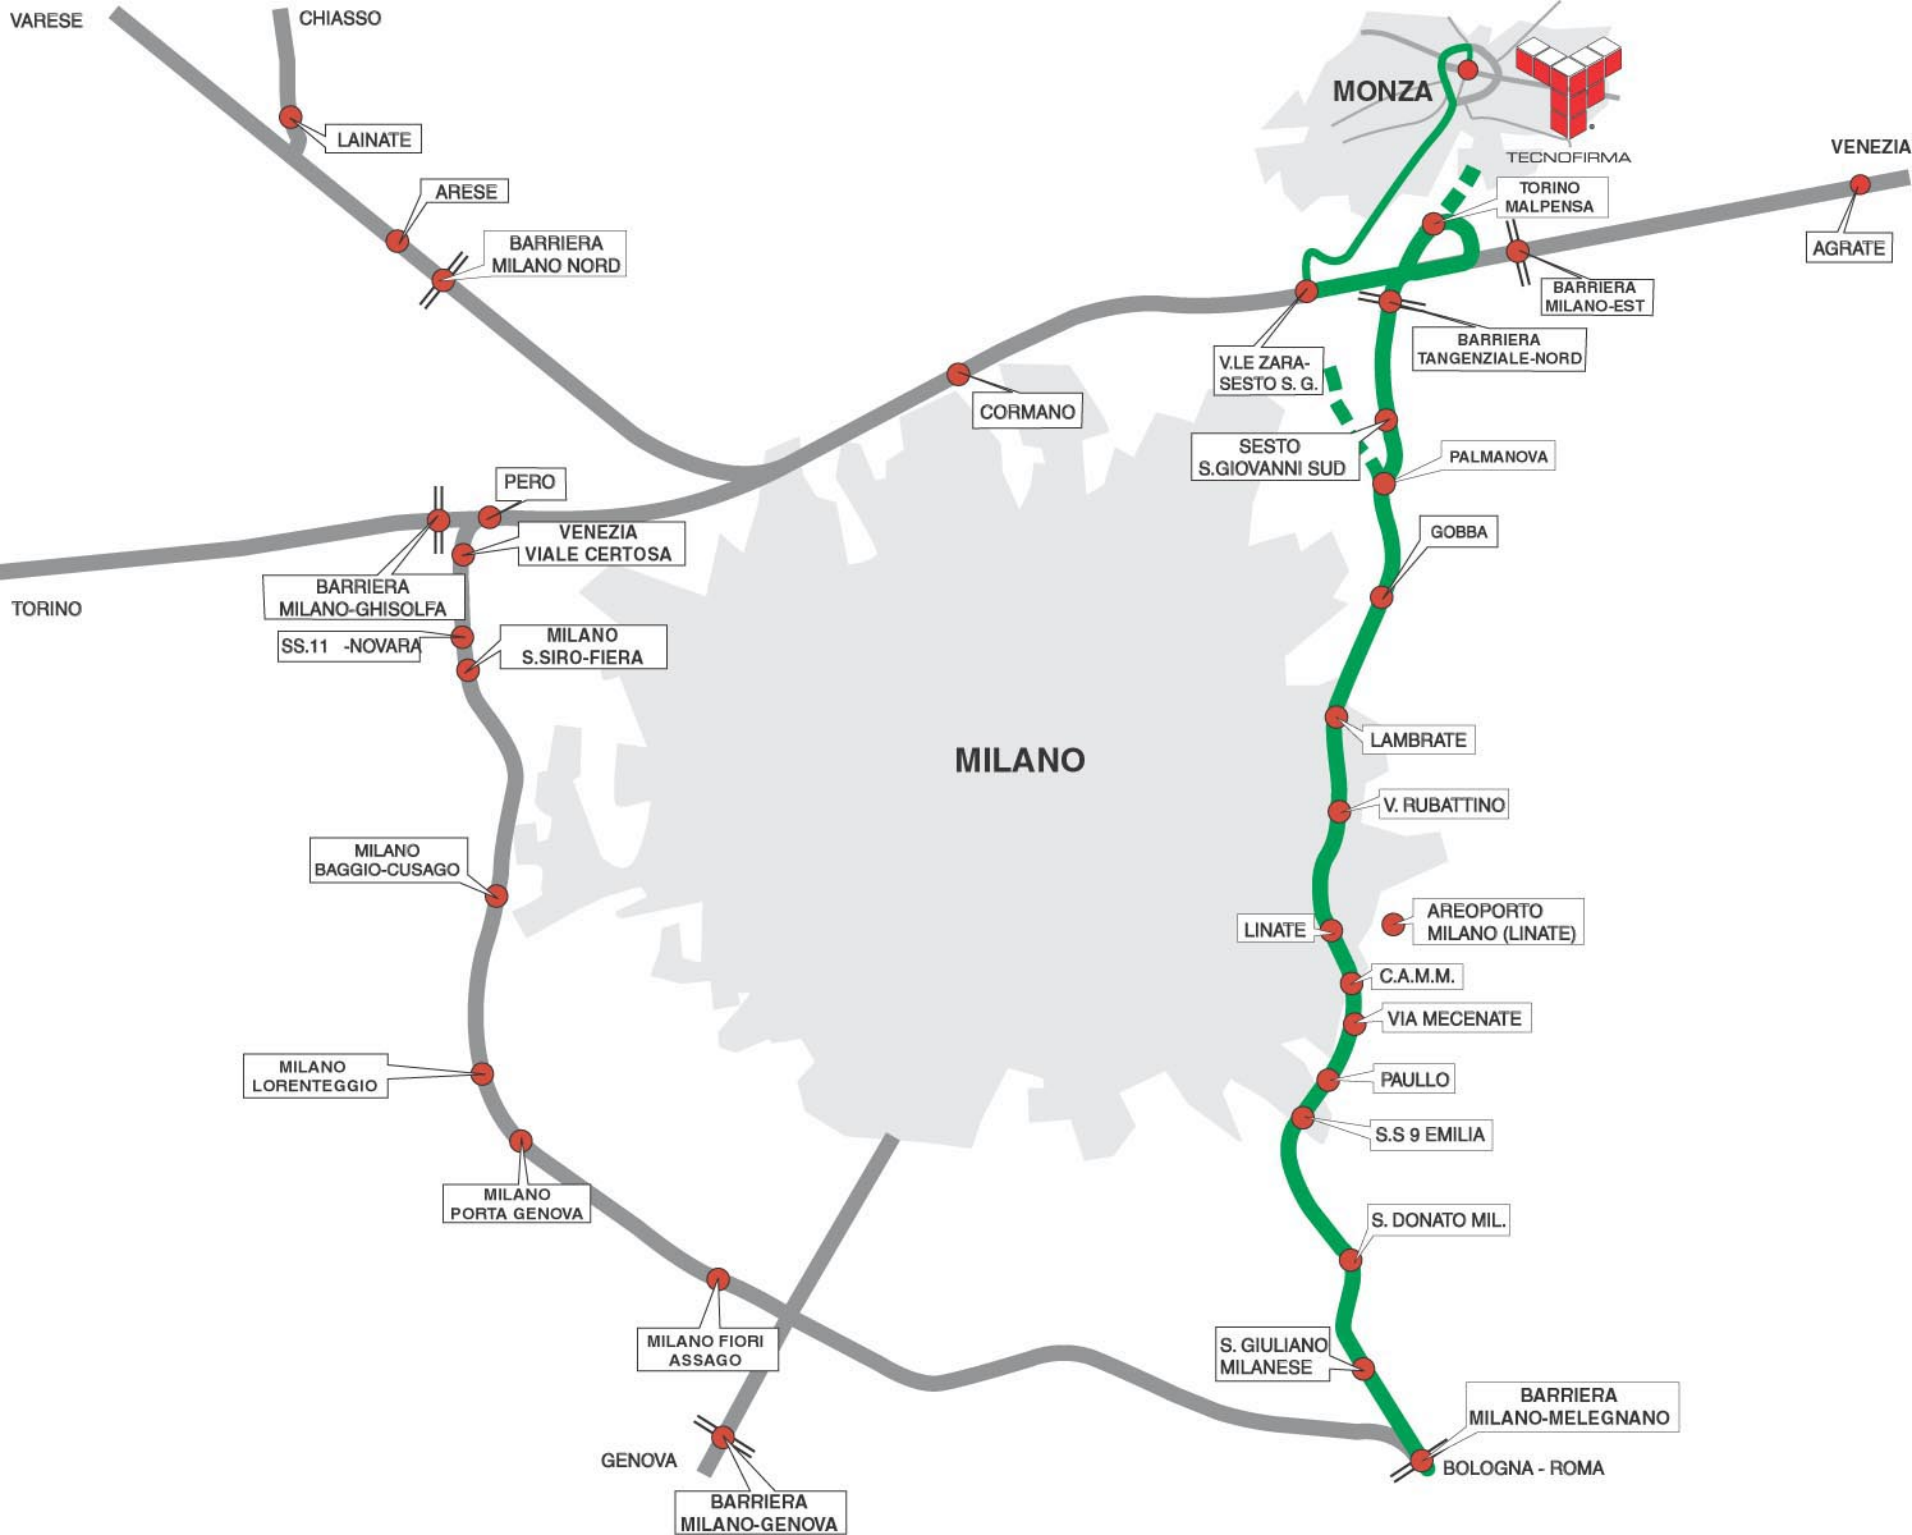 VARESE
CHIASSO
LAINATE
ARESE
BARRIERA
MILANO NORD
MONZA
TECNOFIRMA
VENEZIA
TORINO
MALPENSA
AGRATE
BARRIERA
MILANO-EST
BARRIERA
TANGENZIALE-NORD
V.LE ZARA-
SESTO S. G.
CORMANO
SESTO
S.GIOVANNI SUD
PALMANOVA
PERO
VENEZIA
VIALE CERTOSA
GOBBA
BARRIERA
MILANO-GHISOLFA
TORINO
SS.11 -NOVARA
MILANO
S.SIRO-FIERA
LAMBRATE
MILANO
V. RUBATTINO
MILANO
BAGGIO-CUSAGO
LINATE
AREOPORTO
MILANO (LINATE)
C.A.M.M.
VIA MECENATE
MILANO
LORENTEGGIO
PAULLO
S.S 9 EMILIA
MILANO
PORTA GENOVA
S. DONATO MIL.
MILANO FIORI
ASSAGO
S. GIULIANO
MILANESE
BARRIERA
MILANO-MELEGNANO
GENOVA
BOLOGNA - ROMA
BARRIERA
MILANO-GENOVA